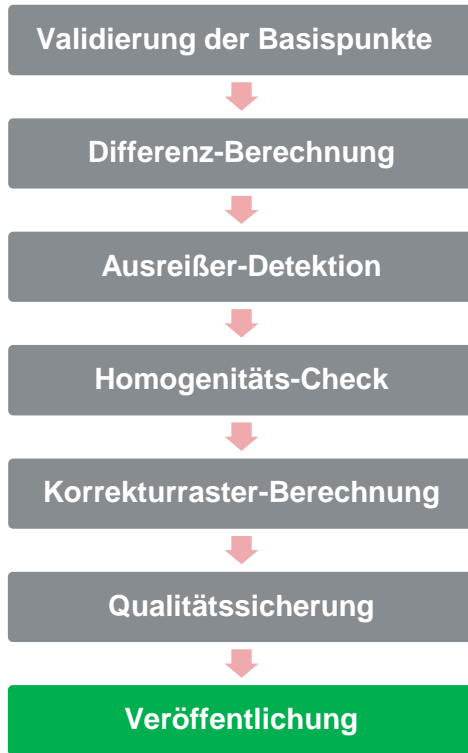 Validierung der Basispunkte
Differenz-Berechnung
Ausreißer-Detektion
Homogenitäts-Check
Korrekturraster-Berechnung
Qualitätssicherung
Veröffentlichung